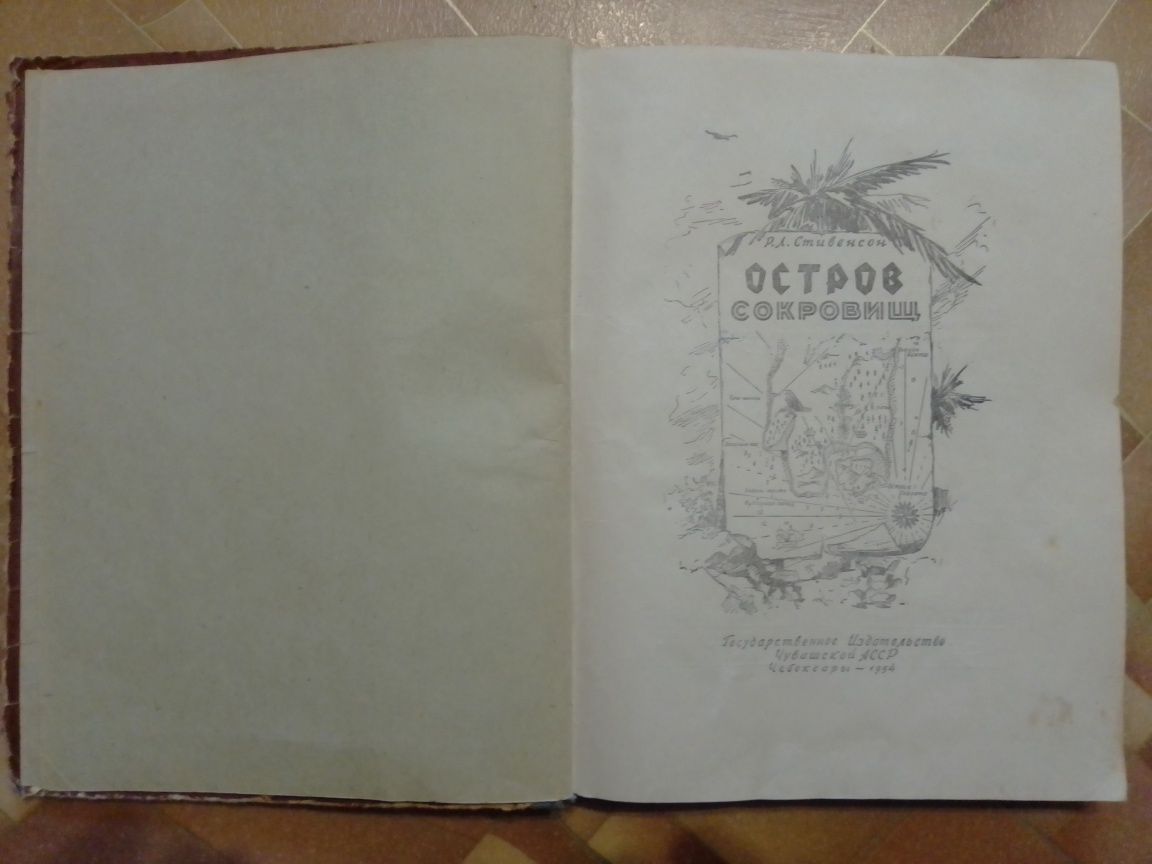 Р.Л. Стивенсон
ОСТРОВ
СОКРОВИЩ
Государственное Издательство
Чувашской АССР
Чебоксары — 1954